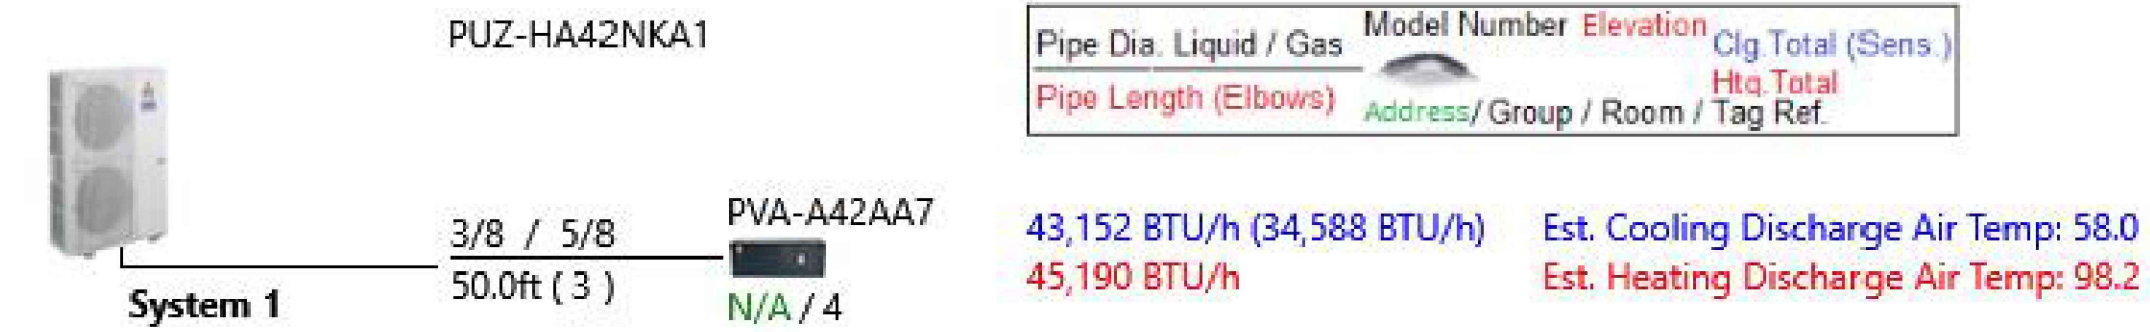 PUZ-HA42NKA1
Pipe Dia. Liquid / Gas
Pipe Length (Elbows)
Model Number Elevation
Clg.Total (Sens.)
Htg.Total
Address/ Group / Room / Tag Ref.
3/8 / 5/8
50.0ft ( 3 )
PVA-A42AA7
N/A / 4
43,152 BTU/h (34,588 BTU/h)
45,190 BTU/h
Est. Cooling Discharge Air Temp: 58.0
Est. Heating Discharge Air Temp: 98.2
System 1